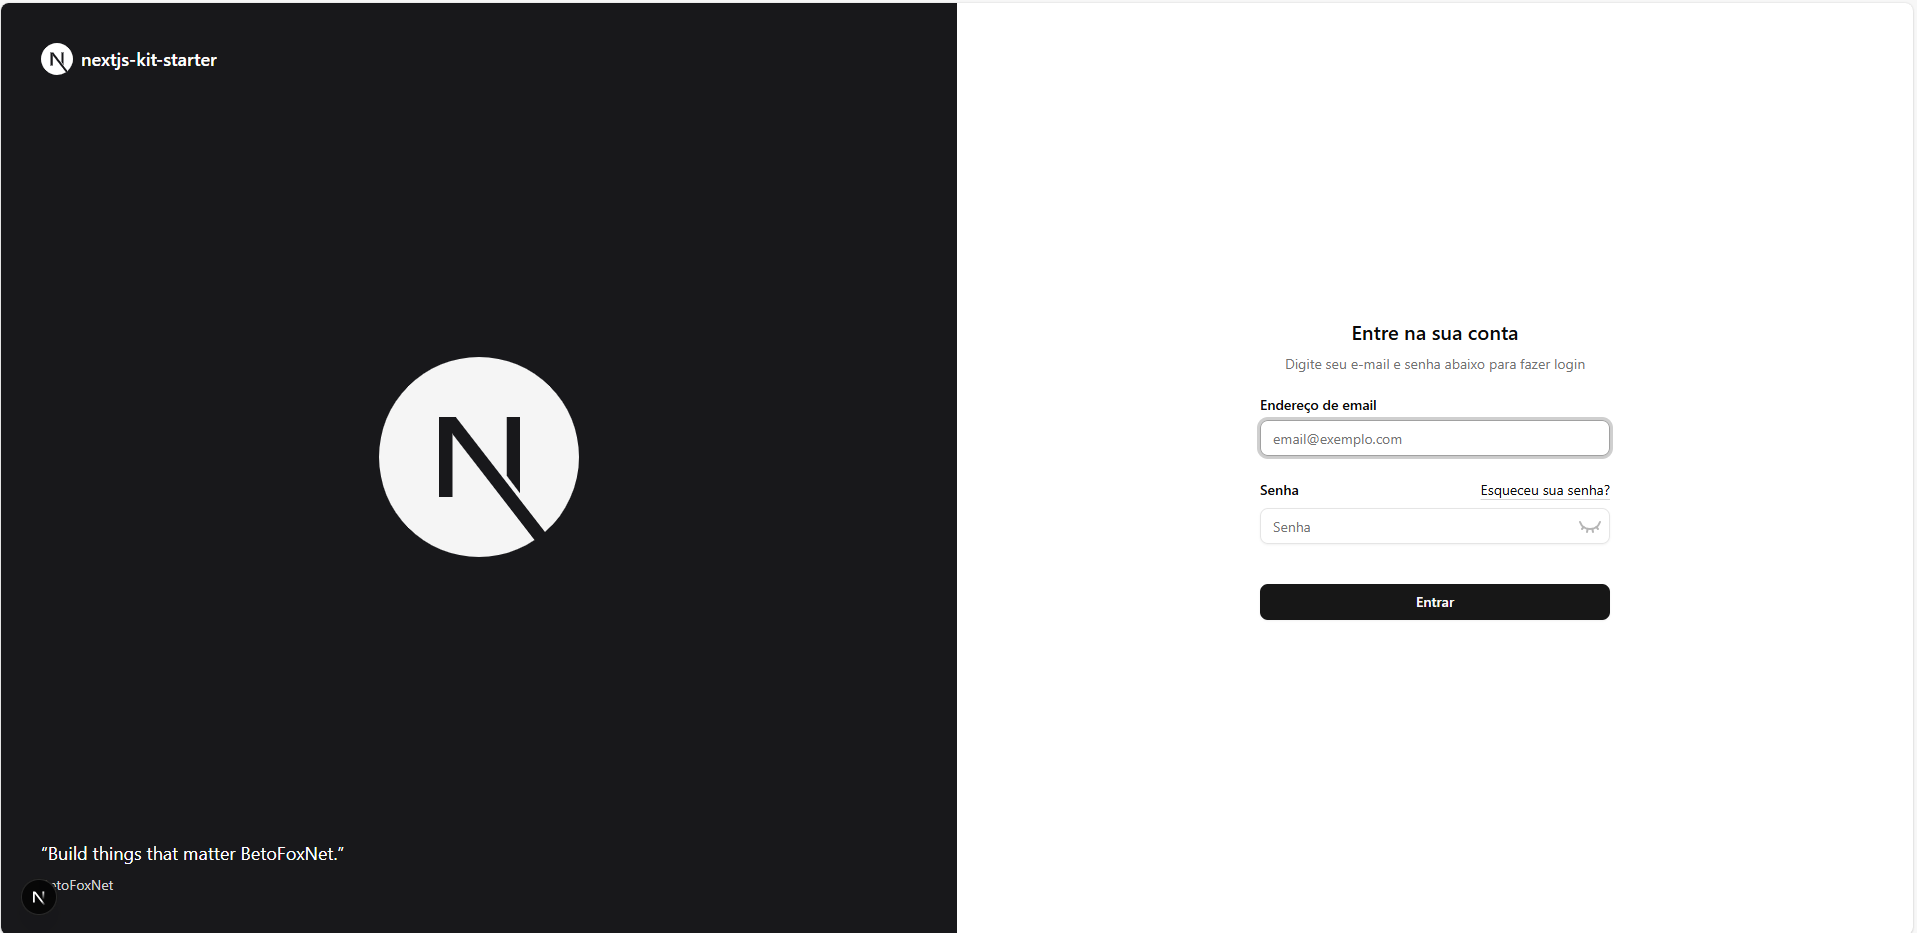 nextjs-kit-starter
"Build things that matter BetoFoxNet."
toFoxNet
Entre na sua conta
Digite seu e-mail e senha abaixo para fazer login
Endereço de email
email@exemplo.com
Senha
Esqueceu sua senha?
Senha
Entrar